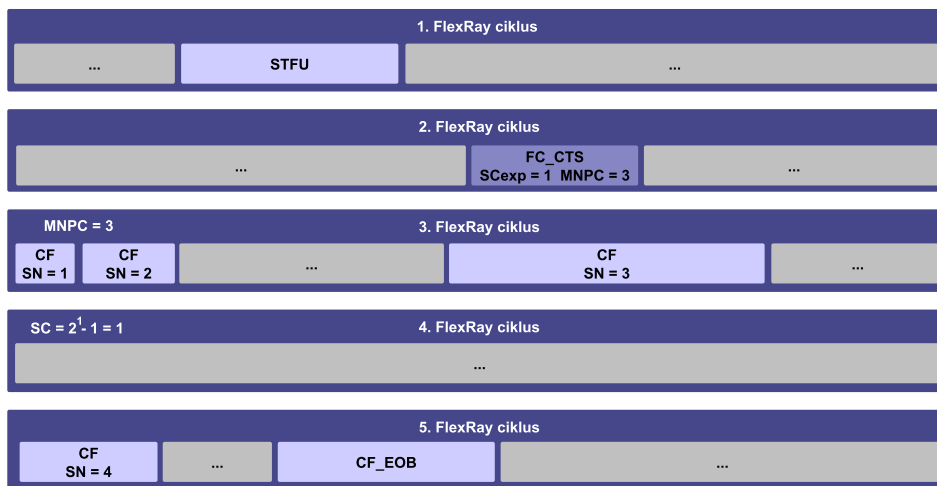 1. FlexRay ciklus
...
STFU
...
2. FlexRay ciklus
...
FC_CTS
SCexp = 1 MNPC = 3
...
MNPC = 3
3. FlexRay ciklus
CF
SN = 1
CF
SN = 2
...
CF
SN = 3
...
SC = 2¹- 1 = 1
4. FlexRay ciklus
...
5. FlexRay ciklus
CF
SN = 4
...
CF_EOB
...